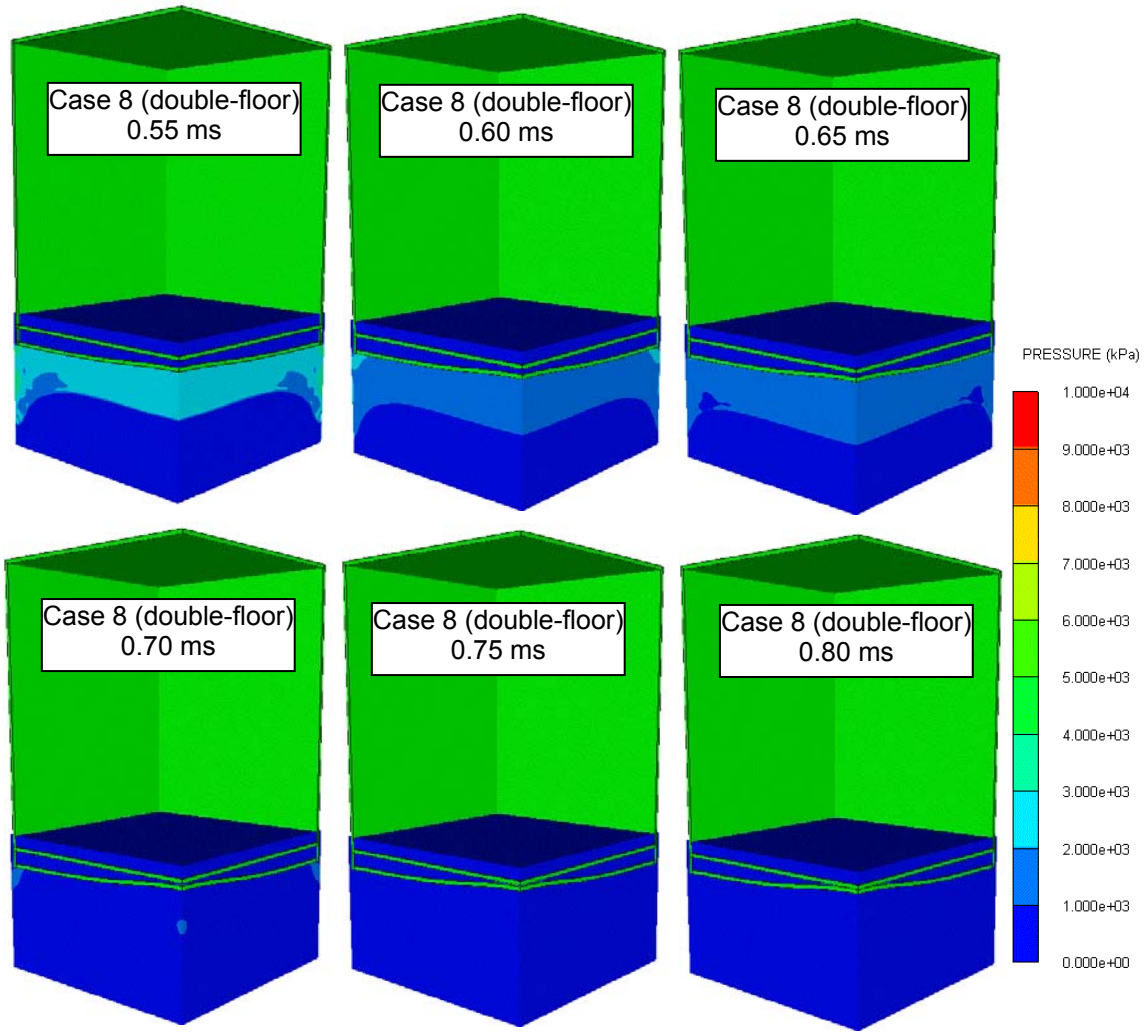 Case 8 (double-floor)
0.55 ms
Case 8 (double-floor)
0.60 ms
Case 8 (double-floor)
0.65 ms
Case 8 (double-floor)
0.70 ms
Case 8 (double-floor)
0.75 ms
Case 8 (double-floor)
0.80 ms
PRESSURE (kPa)
1.000e+04
9.000e+03
8.000e+03
7.000e+03
6.000e+03
5.000e+03
4.000e+03
3.000e+03
2.000e+03
1.000e+03
0.000e+00